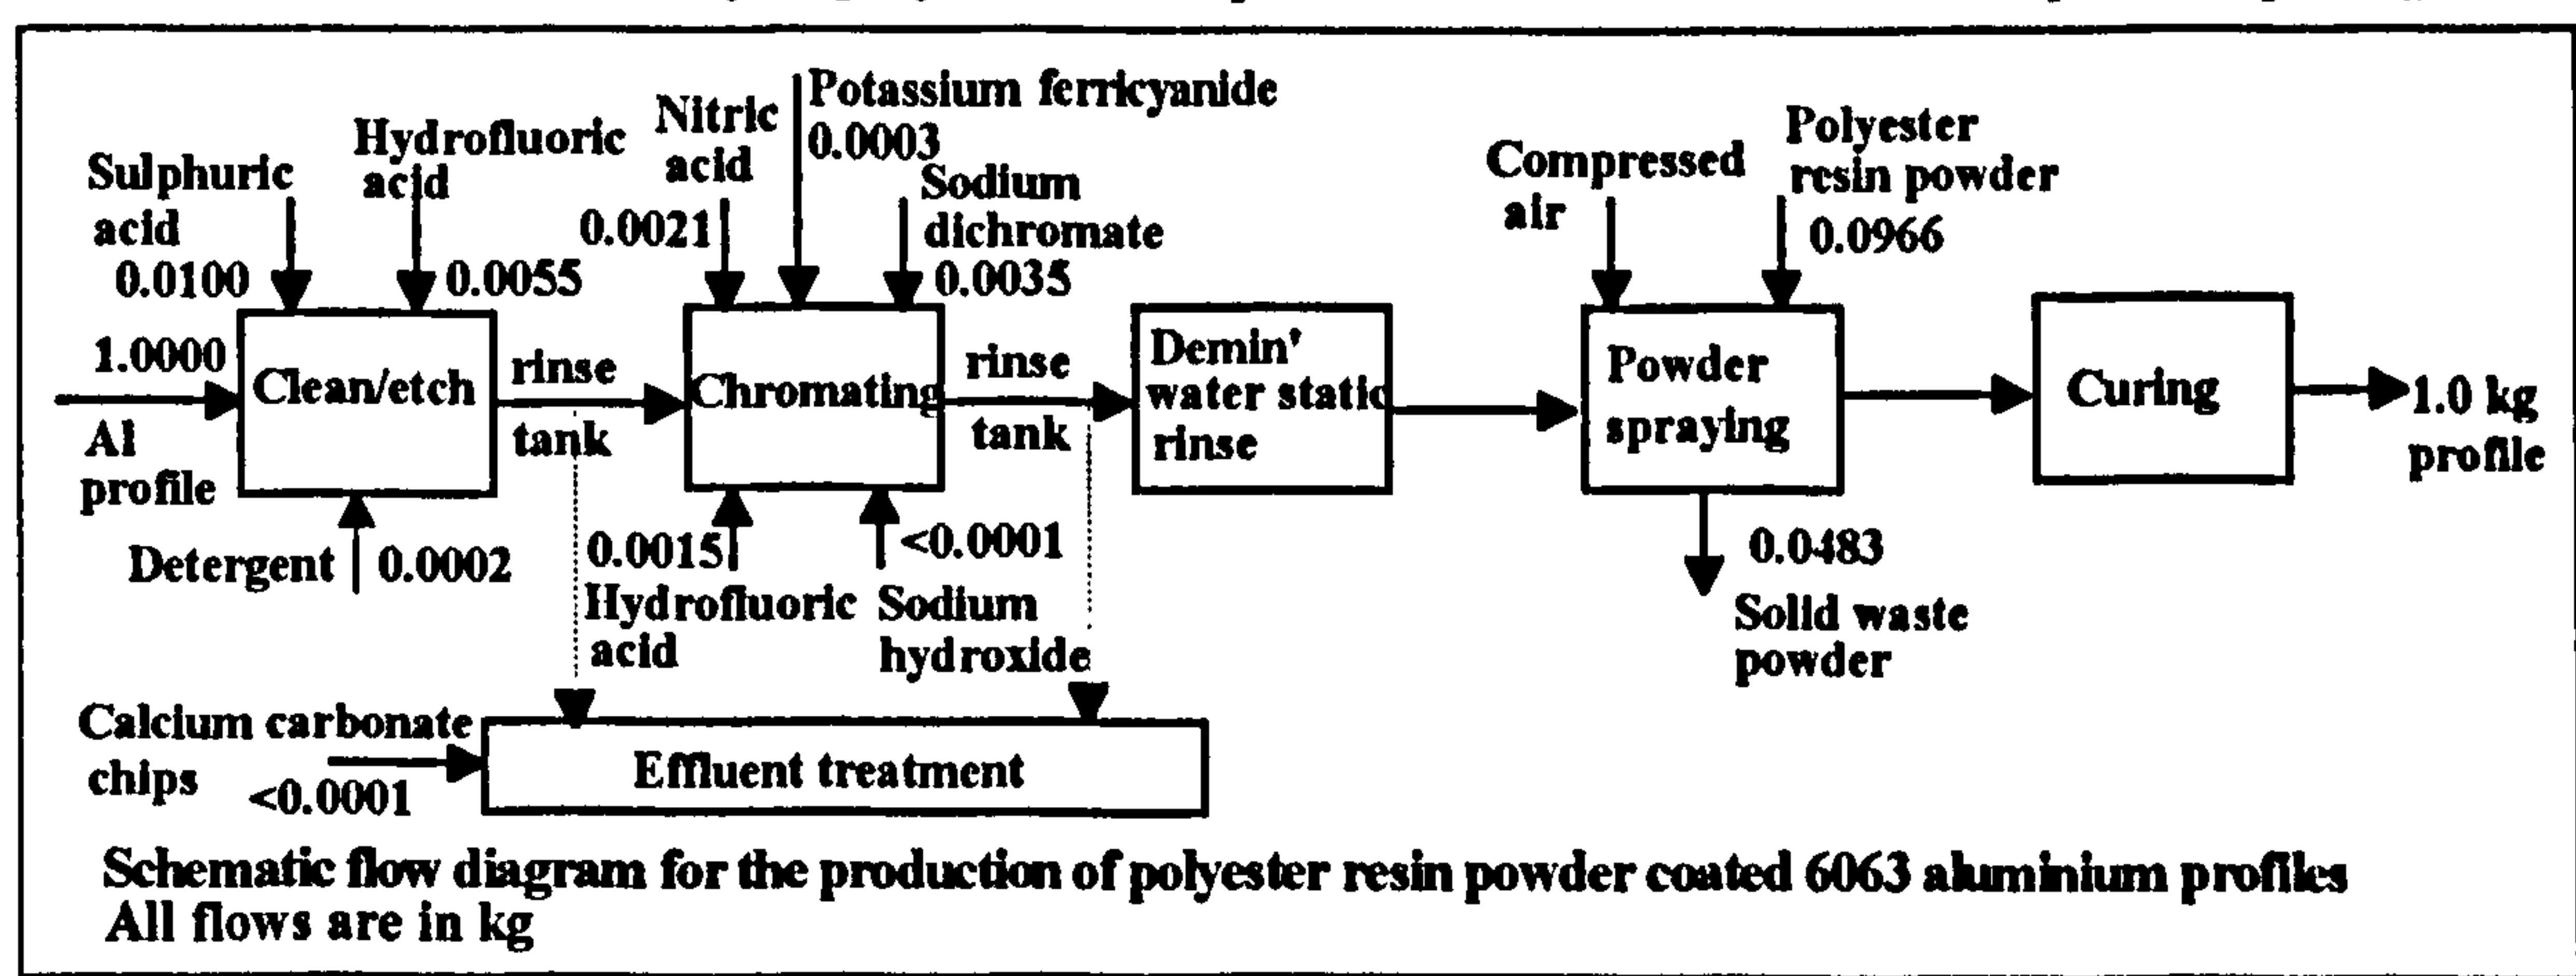 Sulphuric
acid
0.0100
Hydrofluoric
acid
0.0055
Nitric
acid
0.0021
Potassium ferricyanide
0.0003
Sodium
dichromate
0.0035
Compressed
air
Polyester
resin powder
0.0966
1.0000
Al
profile
Clean/etch
rinse
tank
Chromating
rinse
tank
Demin'
water static
rinse
Powder
spraying
Curing
1.0 kg
profile
Detergent
0.0002
0.0015
Hydrofluoric
acid
<0.0001
Sodium
hydroxide
0.0483
Solid waste
powder
Calcium carbonate
chips
<0.0001
Effluent treatment
Schematic flow diagram for the production of polyester resin powder coated 6063 aluminium profiles
All flows are in kg